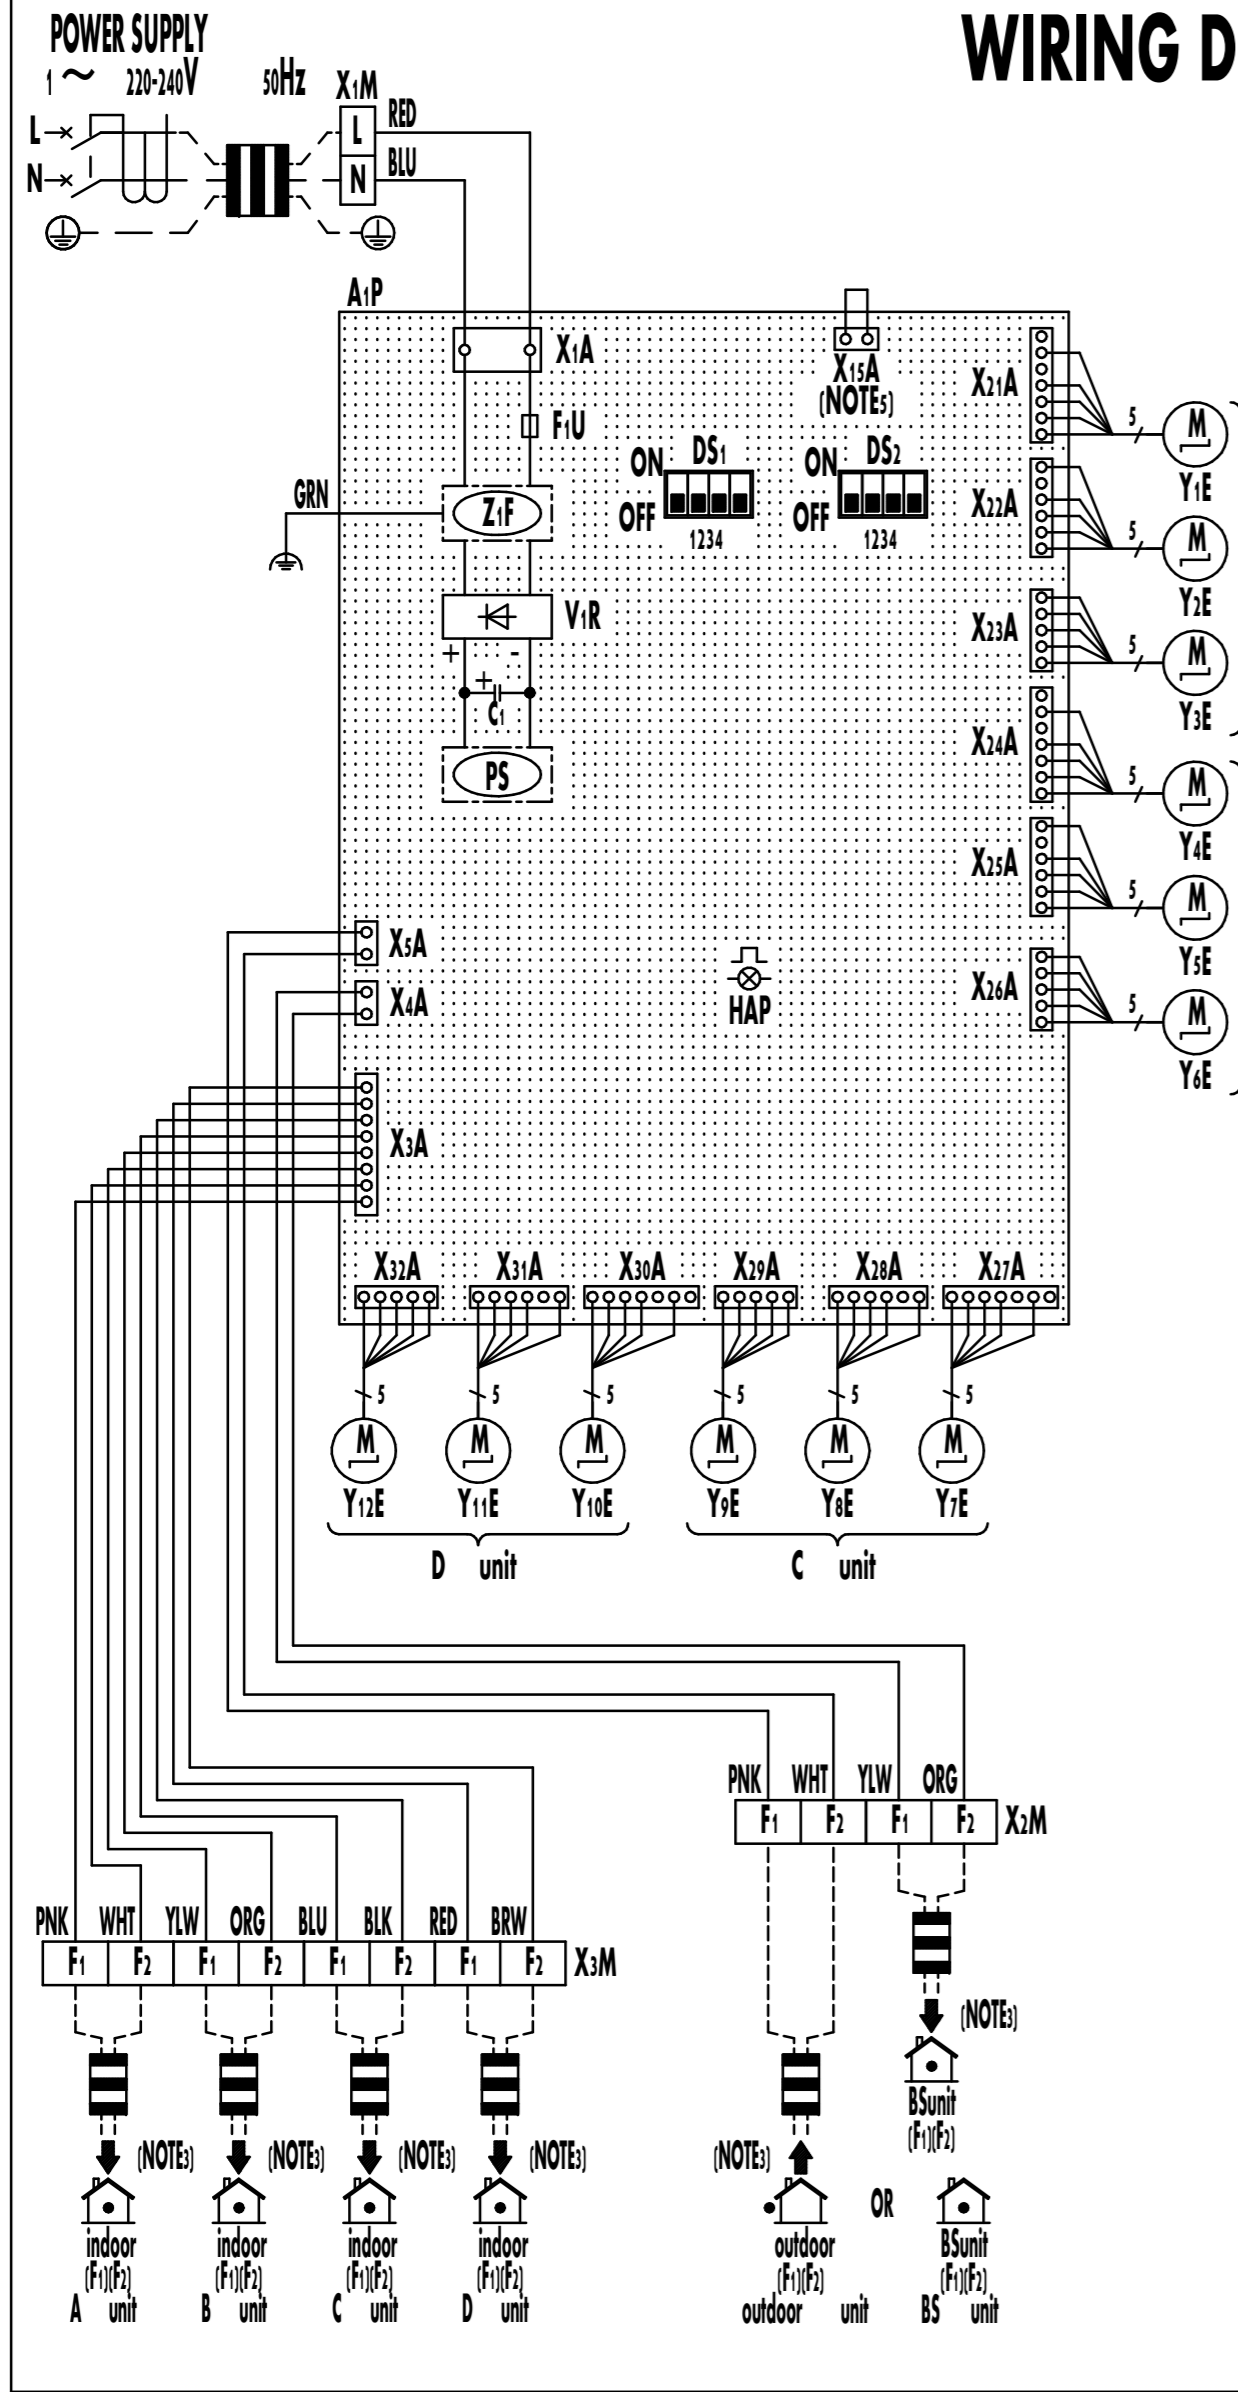 POWER SUPPLY
WIRING D
1 ~ 220-240V 50Hz X1M
L L RED
N N BLU
A1P
X1A
X15A
(NOTE5)
X21A
5 M
Y1E
F1U
ON DS1
OFF
1234
ON DS2
OFF
1234
GRN
Z1F
X22A
5 M
Y2E
V1R
+ -
X23A
5 M
Y3E
+
C1
PS
X24A
5 M
Y4E
X25A
5 M
Y5E
X5A
X4A
HAP
X26A
5 M
Y6E
X3A
X32A X31A X30A X29A X28A X27A
5 5 5 5 5 5
M M M M M M
Y12E Y11E Y10E Y9E Y8E Y7E
D unit C unit
PNK WHT YLW ORG
F1 F2 F1 F2 X2M
PNK WHT YLW ORG BLU BLK RED BRW
F1 F2 F1 F2 F1 F2 F1 F2 X3M
(NOTE3)
BSunit
(F1)(F2)
(NOTE3) (NOTE3) (NOTE3) (NOTE3) (NOTE3)
OR
indoor indoor indoor indoor outdoor BSunit
(F1)(F2) (F1)(F2) (F1)(F2) (F1)(F2) (F1)(F2) (F1)(F2)
A unit B unit C unit D unit outdoor unit BS unit